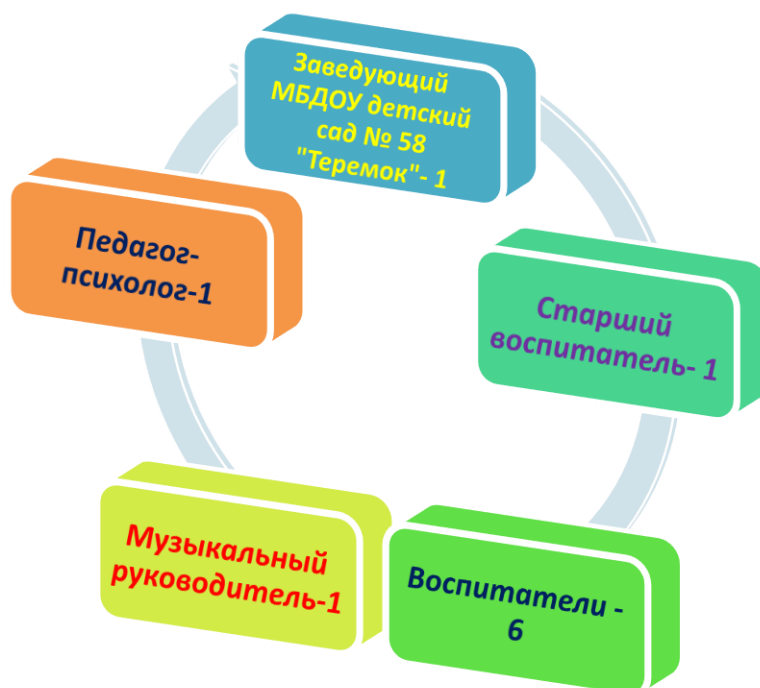 Заведующий
МБДОУ детский
сад № 58
"Теремок"- 1
Старший
воспитатель- 1
Воспитатели -
6
Музыкальный
руководитель-1
Педагог-
психолог-1